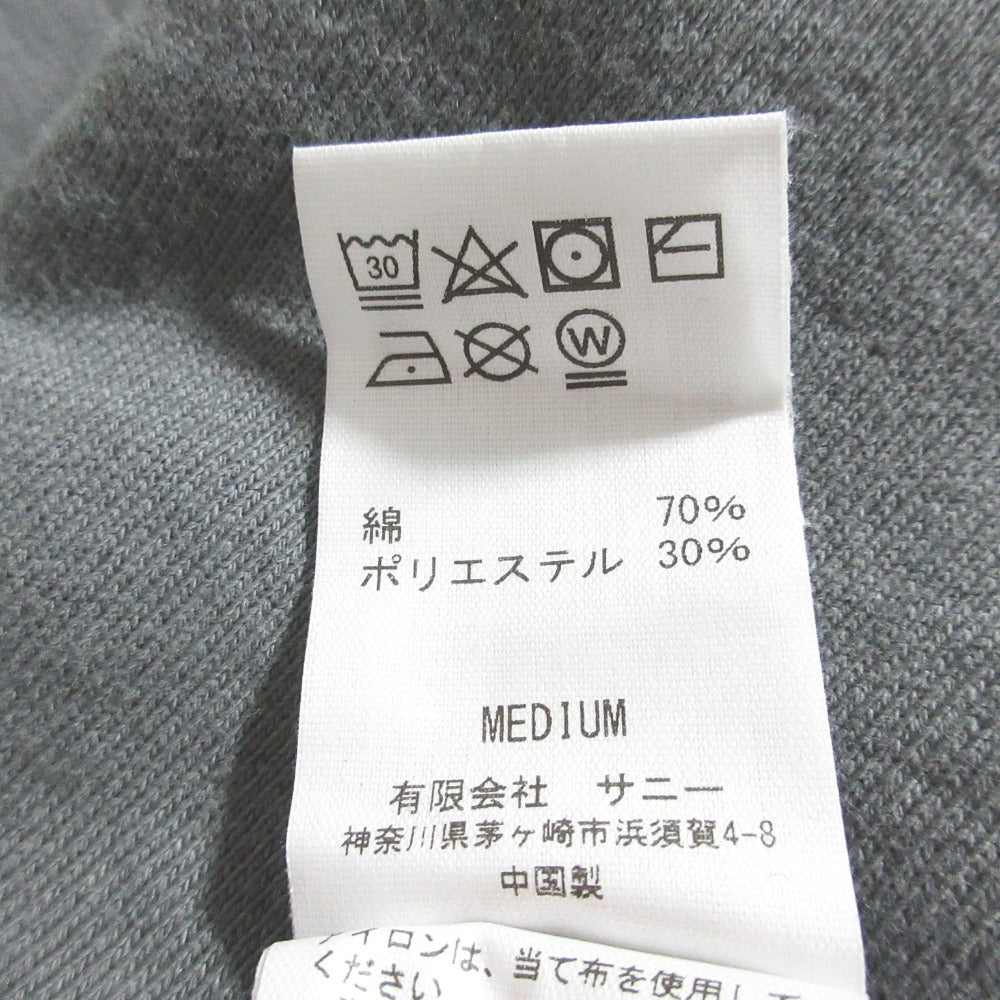 30
W
綿 70%
ポリエステル 30%
MEDIUM
有限会社 サニー
神奈川県茅ヶ崎市浜須賀4-8
中国製
アイロンは、当て布を使用して
ください